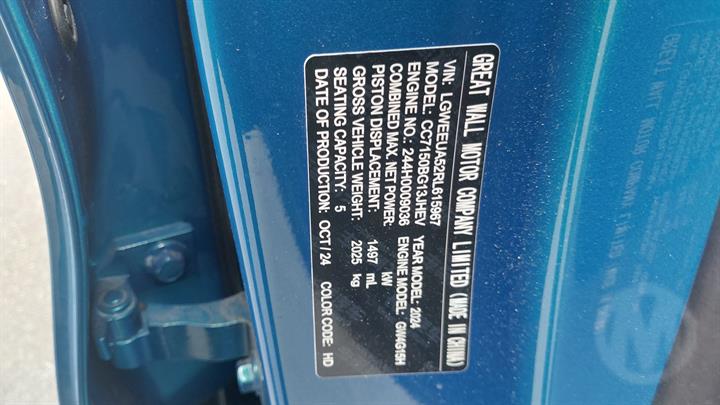 GREAT WALL MOTOR COMPANY LIMITED (MADE IN CHINA)
VIN: LGWEEUA52RL615967
MODEL: CC7150BG13JHEV YEAR MODEL: 2024
ENGINE NO.: 244H0009036 ENGINE MODEL: GW4G15H
COMBINED MAX. NET POWER: kW
PISTON DISPLACEMENT: 1497 mL
GROSS VEHICLE WEIGHT: 2025 kg
SEATING CAPACITY: 5
DATE OF PRODUCTION: OCT / 24 COLOR CODE: HD